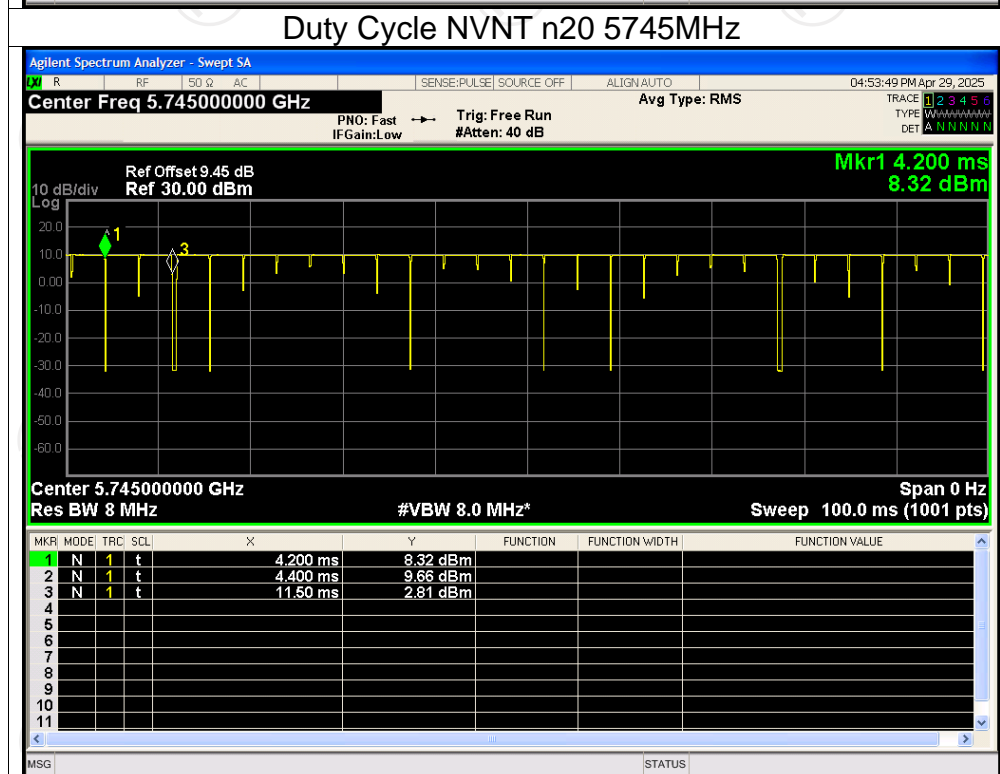 Duty Cycle NVNT n20 5745MHz
Agilent Spectrum Analyzer - Swept SA
LXI R RF 50 Ω AC SENSE:PULSE SOURCE OFF ALIGN AUTO 04:53:49 PM Apr 29, 2025
Center Freq 5.745000000 GHz Avg Type: RMS TRACE 1 2 3 4 5 6
PNO: Fast Trig: Free Run TYPE WWWWWW
IFGain:Low #Atten: 40 dB DET A N N N N N
Mkr1 4.200 ms
8.32 dBm
Ref Offset 9.45 dB
10 dB/div Ref 30.00 dBm
Log
20.0
1
3
10.0
0.00
-10.0
-20.0
-30.0
-40.0
-50.0
-60.0
Center 5.745000000 GHz Span 0 Hz
Res BW 8 MHz #VBW 8.0 MHz* Sweep 100.0 ms (1001 pts)
MKR MODE TRC SCL X Y FUNCTION FUNCTION WIDTH FUNCTION VALUE
1 N 1 t 4.200 ms 8.32 dBm
2 N 1 t 4.400 ms 9.66 dBm
3 N 1 t 11.50 ms 2.81 dBm
4
5
6
7
8
9
10
11
MSG STATUS